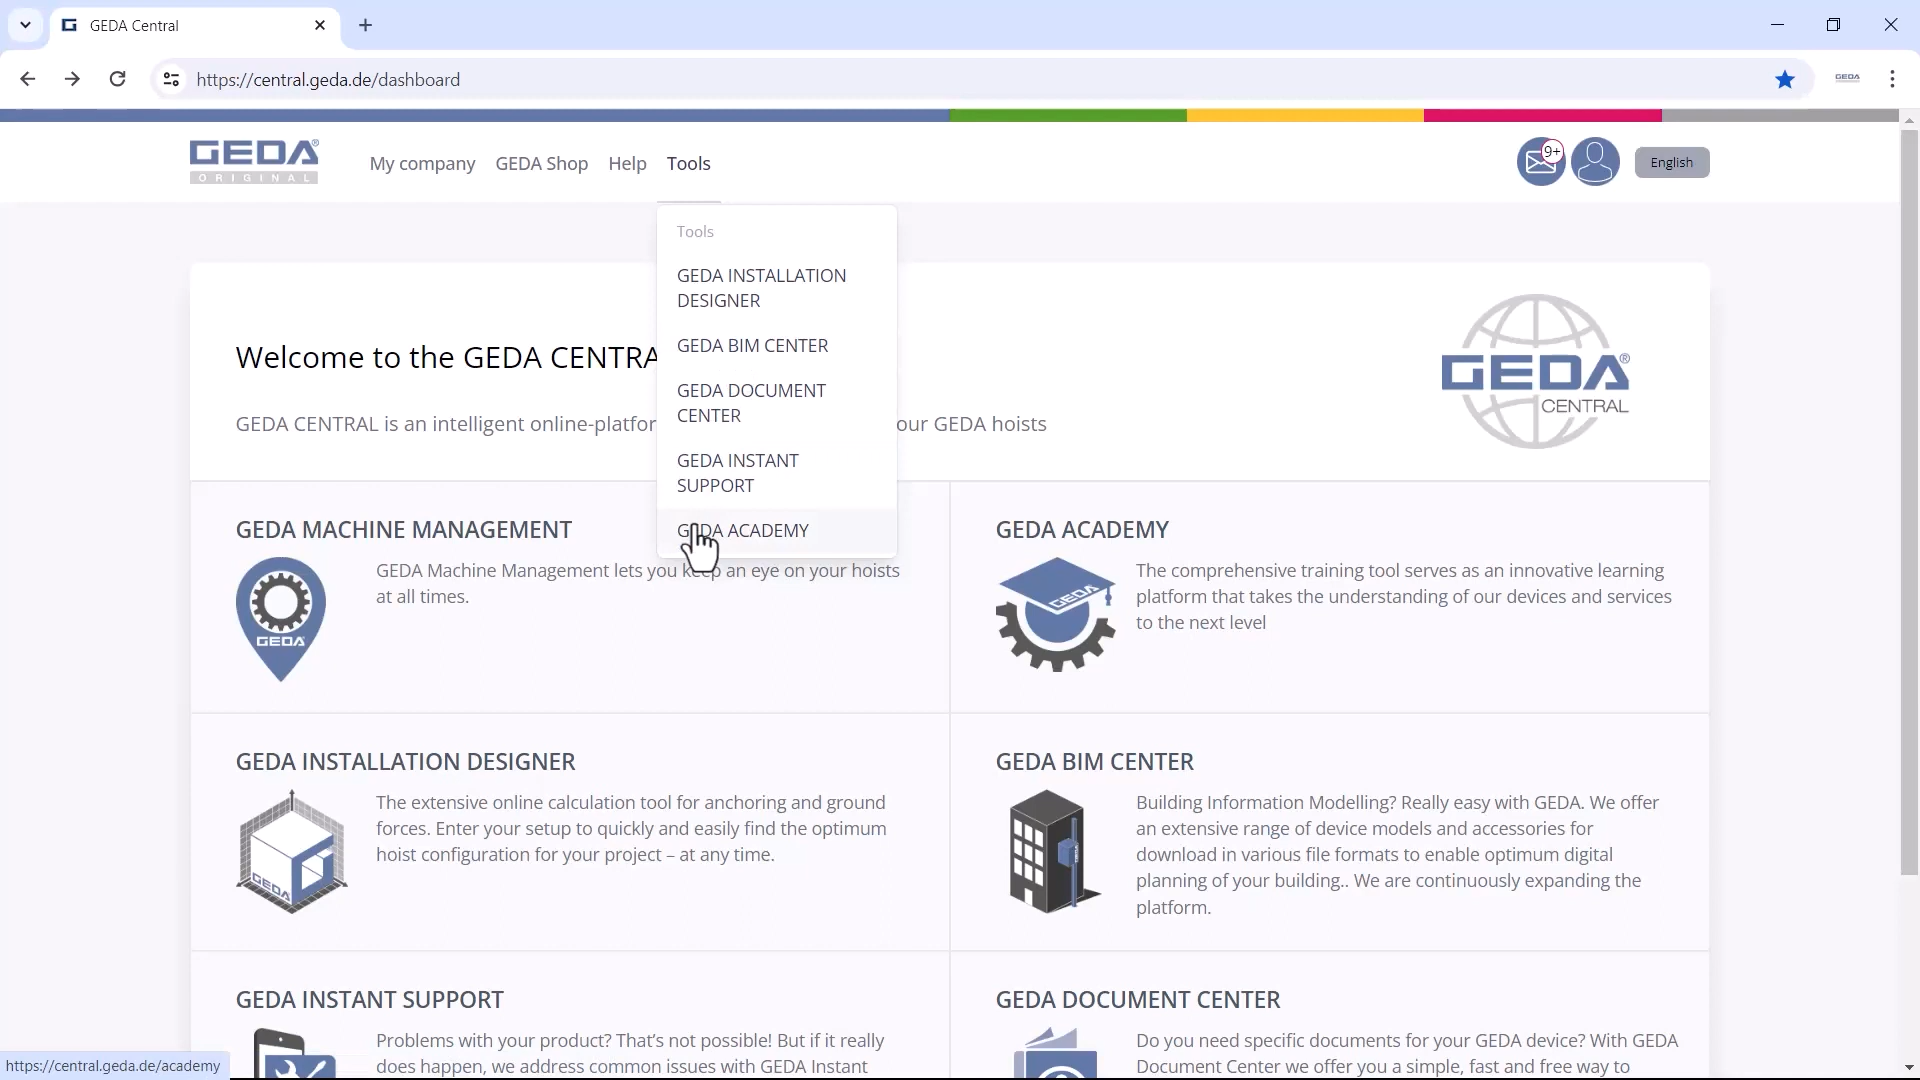 GEDA Central
https://central.geda.de/dashboard
GEDA
GEDA®
ORIGINAL
My company
GEDA Shop
Help
Tools
9+
English
Tools
GEDA INSTALLATION
DESIGNER
GEDA BIM CENTER
GEDA DOCUMENT
CENTER
GEDA INSTANT
SUPPORT
GEDA ACADEMY
Welcome to the GEDA CENTRA
GEDA CENTRAL is an intelligent online-platfor
our GEDA hoists
GEDA®
CENTRAL
GEDA MACHINE MANAGEMENT
GEDA
GEDA Machine Management lets you keep an eye on your hoists
at all times.
GEDA ACADEMY
GEDA
The comprehensive training tool serves as an innovative learning
platform that takes the understanding of our devices and services
to the next level
GEDA INSTALLATION DESIGNER
GEDA
The extensive online calculation tool for anchoring and ground
forces. Enter your setup to quickly and easily find the optimum
hoist configuration for your project – at any time.
GEDA BIM CENTER
Building Information Modelling? Really easy with GEDA. We offer
an extensive range of device models and accessories for
download in various file formats to enable optimum digital
planning of your building.. We are continuously expanding the
platform.
GEDA INSTANT SUPPORT
Problems with your product? That’s not possible! But if it really
does happen, we address common issues with GEDA Instant
GEDA DOCUMENT CENTER
Do you need specific documents for your GEDA device? With GEDA
Document Center we offer you a simple, fast and free way to
https://central.geda.de/academy